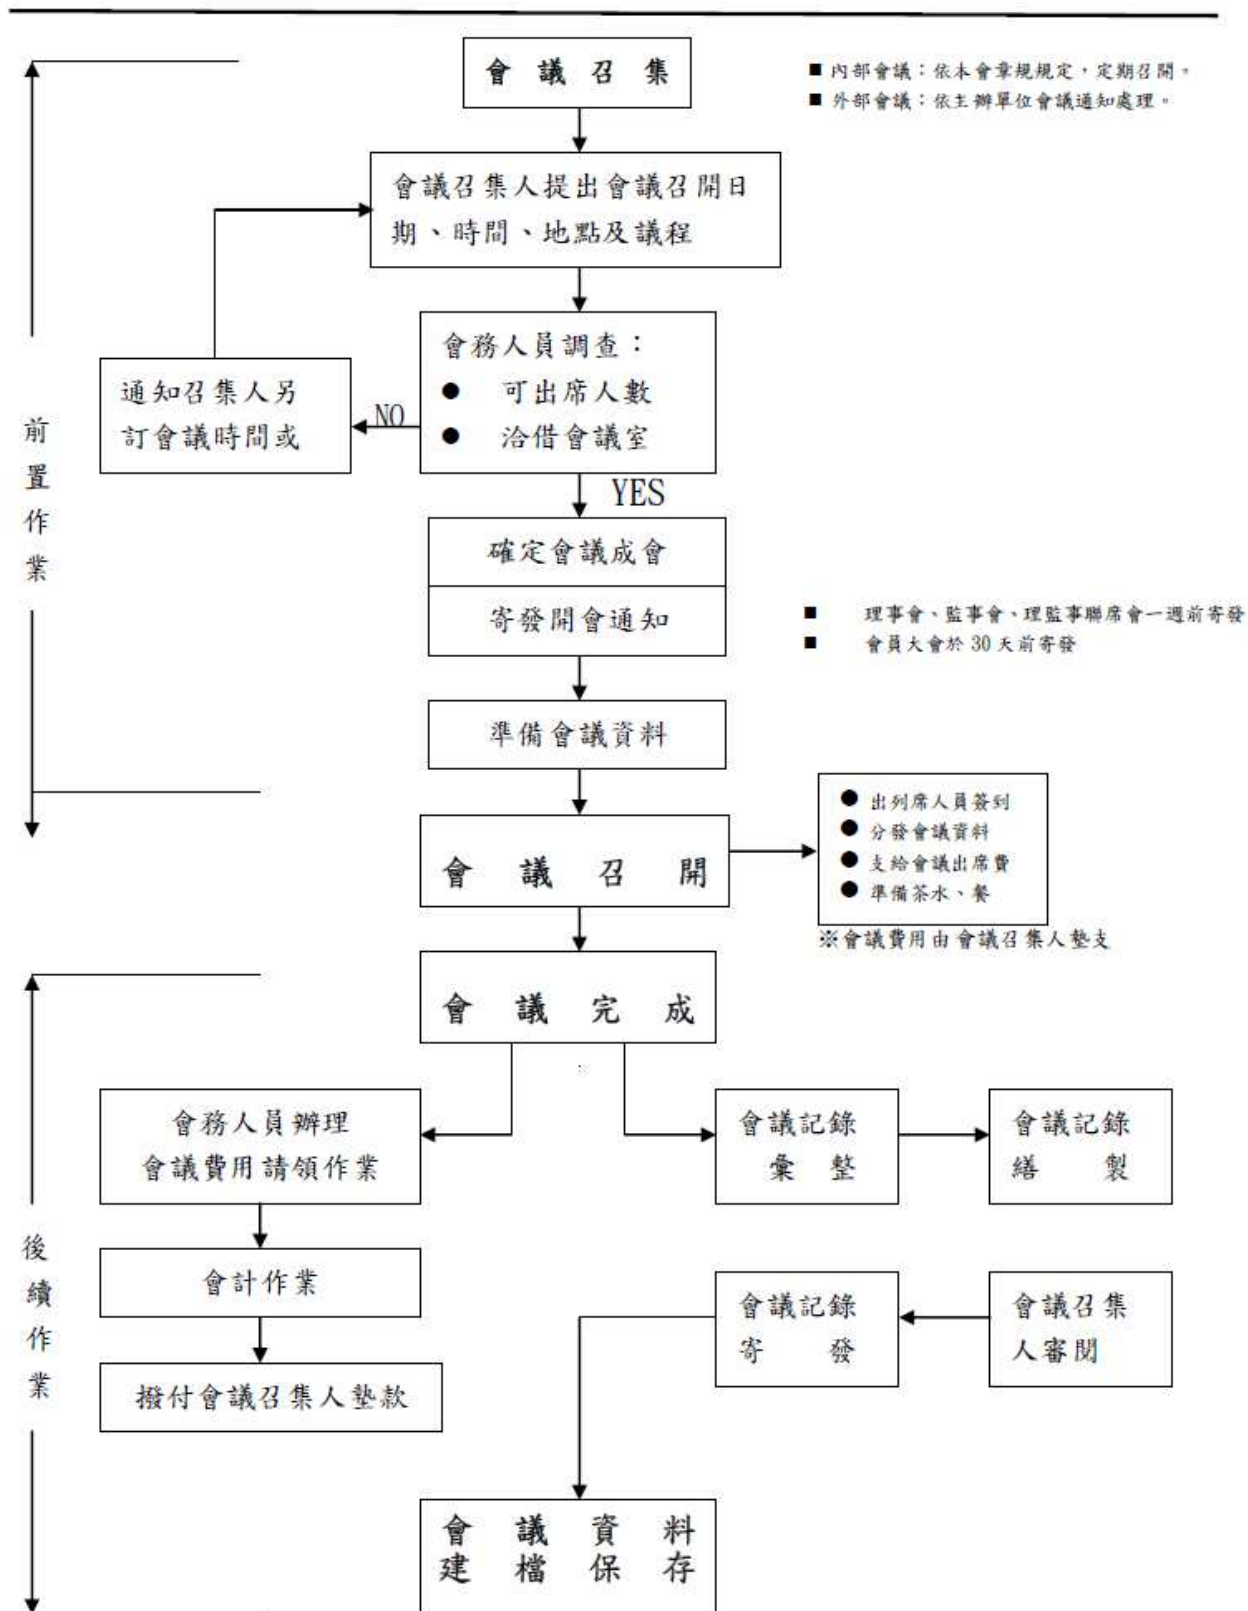 會議召集
■ 內部會議：依本會章規規定，定期召開。
■ 外部會議：依主辦單位會議通知處理。
會議召集人提出會議召開日
期、時間、地點及議程
會務人員調查：
● 可出席人數
● 洽借會議室
通知召集人另
訂會議時間或
NO
YES
前置作業
確定會議成會
寄發開會通知
■ 理事會、監事會、理監事聯席會一週前寄發
■ 會員大會於 30 天前寄發
準備會議資料
會議召開
● 出列席人員簽到
● 分發會議資料
● 支給會議出席費
● 準備茶水、餐
※會議費用由會議召集人墊支
會議完成
會務人員辦理
會議費用請領作業
會議記錄
彙整
會議記錄
繕製
後續作業
會計作業
會議記錄
寄發
會議召集
人審閱
撥付會議召集人墊款
會議資料
建檔保存